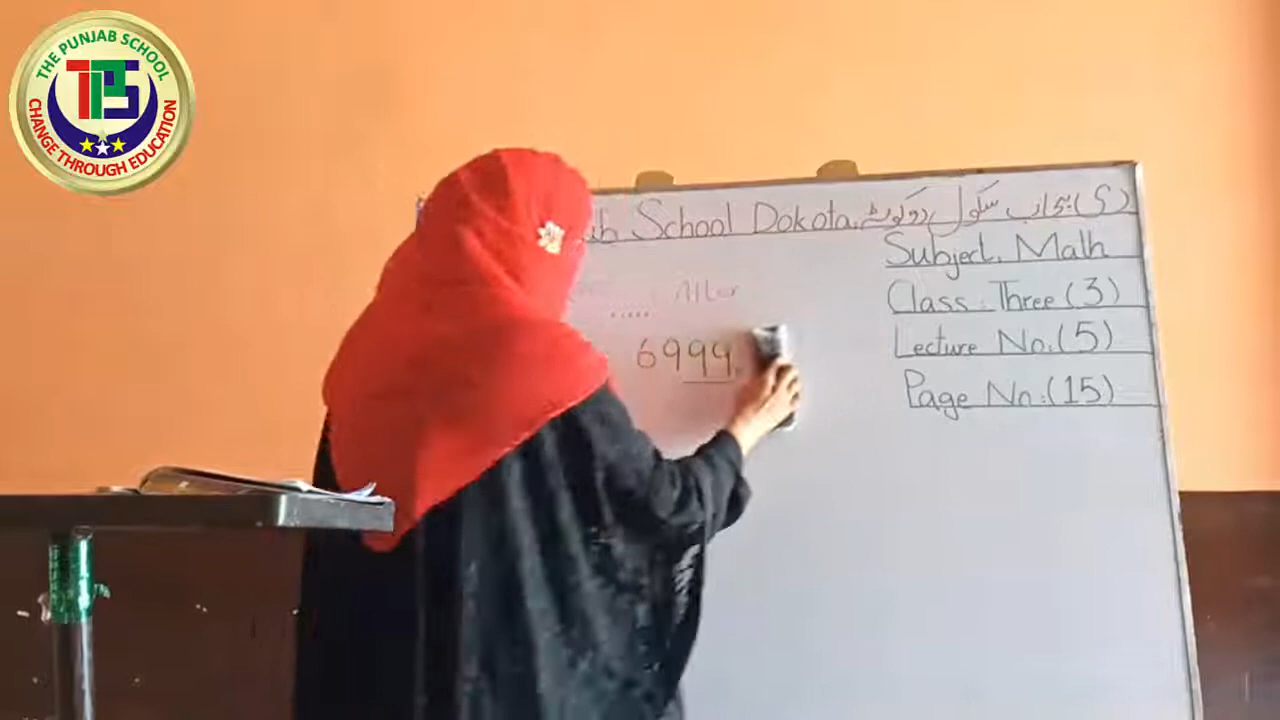 THE PUNJAB SCHOOL
TPS
CHANGE THROUGH EDUCATION
School Dokota. دی پنجاب سکول دوکوٹہ
Subject. Math
Class: Three (3)
Lecture No.(5)
Page No:(15)
After
6999